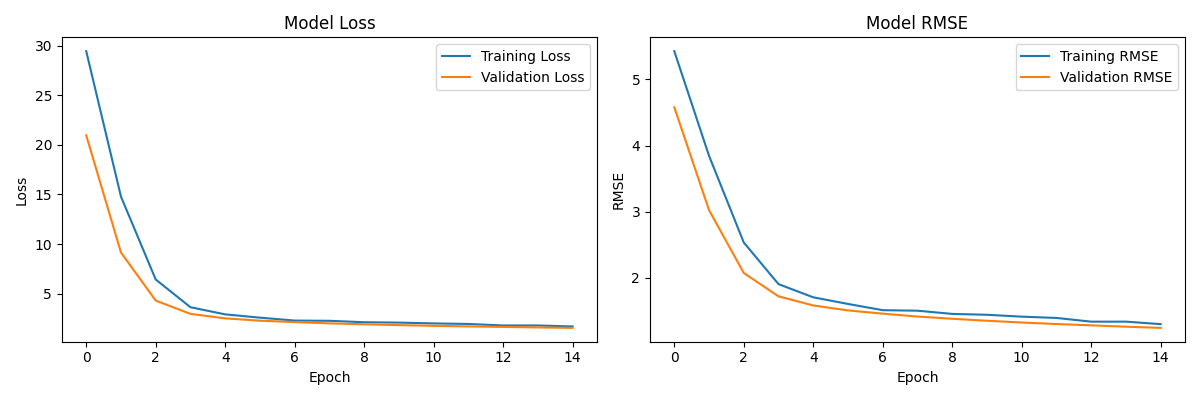 Model Loss
Loss
30
25
20
15
10
5
0 2 4 6 8 10 12 14
Epoch
Training Loss
Validation Loss
Model RMSE
RMSE
5
4
3
2
0 2 4 6 8 10 12 14
Epoch
Training RMSE
Validation RMSE